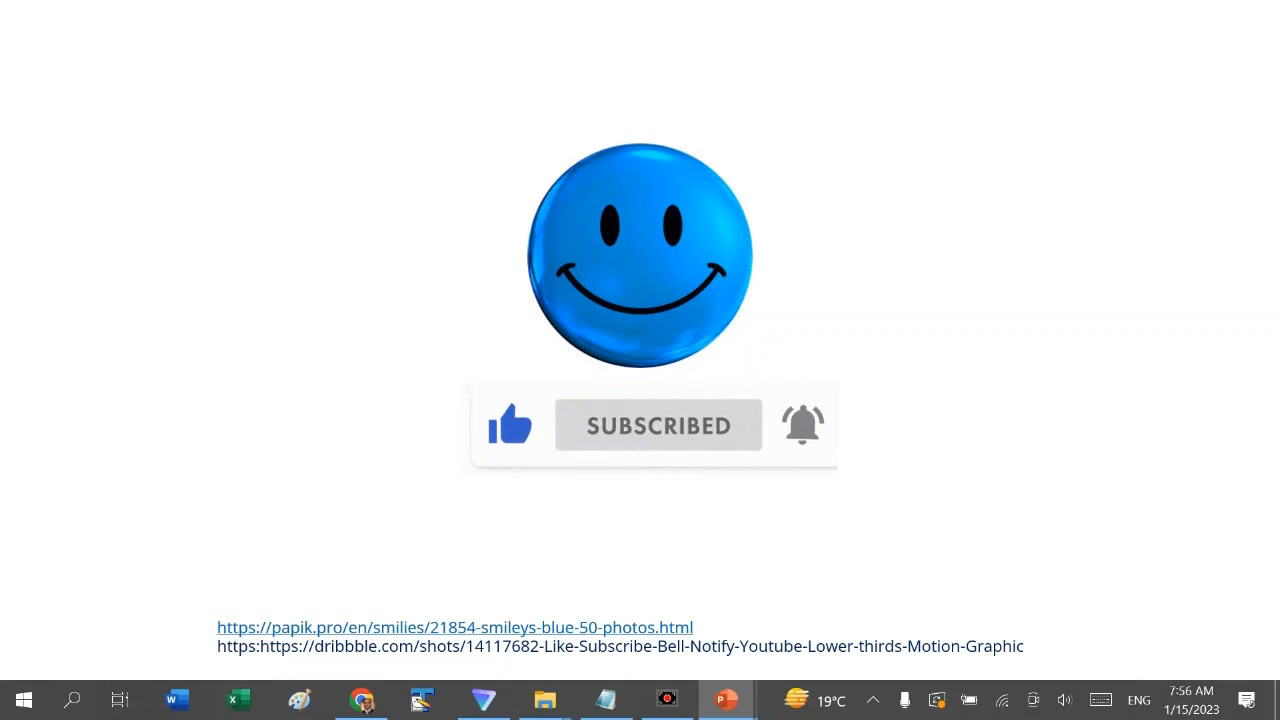 SUBSCRIBED
https://papik.pro/en/smilies/21854-smileys-blue-50-photos.html
https:https://dribbble.com/shots/14117682-Like-Subscribe-Bell-Notify-Youtube-Lower-thirds-Motion-Graphic
19°C
ENG
7:56 AM
1/15/2023